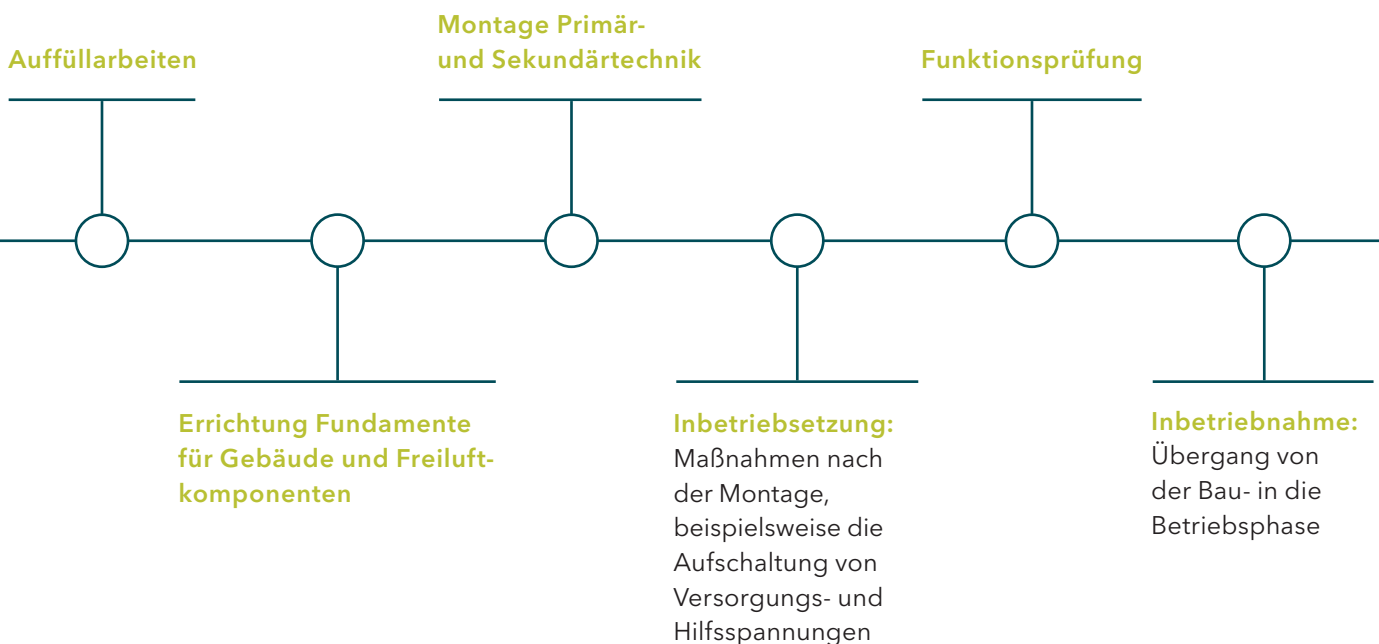 Auffüllarbeiten
Errichtung Fundamente
für Gebäude und Freiluft-
komponenten
Montage Primär-
und Sekundärtechnik
Inbetriebsetzung:
Maßnahmen nach
der Montage,
beispielsweise die
Aufschaltung von
Versorgungs- und
Hilfsspannungen
Funktionsprüfung
Inbetriebnahme:
Übergang von
der Bau- in die
Betriebsphase